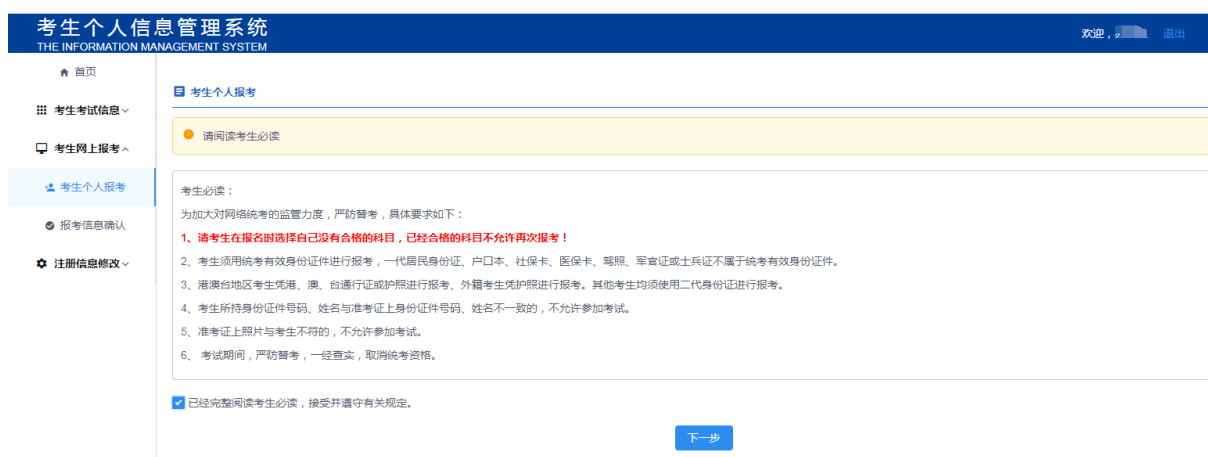 考生个人信息管理系统
THE INFORMATION MANAGEMENT SYSTEM
欢迎，
退出
首页
考生考试信息
考生网上报考
考生个人报考
报考信息确认
注册信息修改
考生个人报考
请阅读考生必读
考生必读：
为加大对网络统考的监管力度，严防替考，具体要求如下：
1、请考生在报名时选择自己没有合格的科目，已经合格的科目不允许再次报考！
2、考生须用统考有效身份证件进行报考，一代居民身份证、户口本、社保卡、医保卡、驾照、军官证或士兵证不属于统考有效身份证件。
3、港澳台地区考生凭港、澳、台通行证或护照进行报考、外籍考生凭护照进行报考。其他考生均须使用二代身份证进行报考。
4、考生所持身份证件号码、姓名与准考证上身份证件号码、姓名不一致的，不允许参加考试。
5、准考证上照片与考生不符的，不允许参加考试。
6、 考试期间，严防替考，一经查实，取消统考资格。
已经完整阅读考生必读，接受并遵守有关规定。
下一步